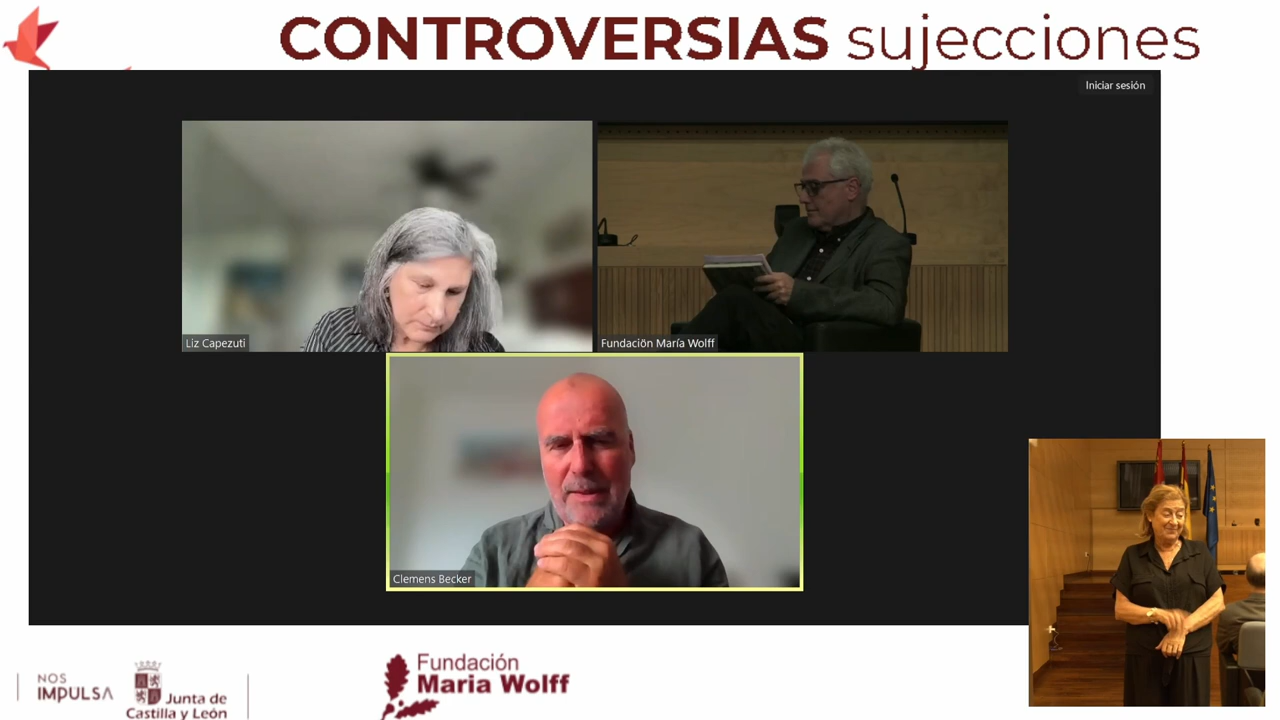 CONTROVERSIAS sujecciones
Iniciar sesión
Liz Capezuti
Fundaciön María Wolff
Clemens Becker
NOS
IMPULSA
Junta de
Castilla y León
Fundación
Maria Wolff